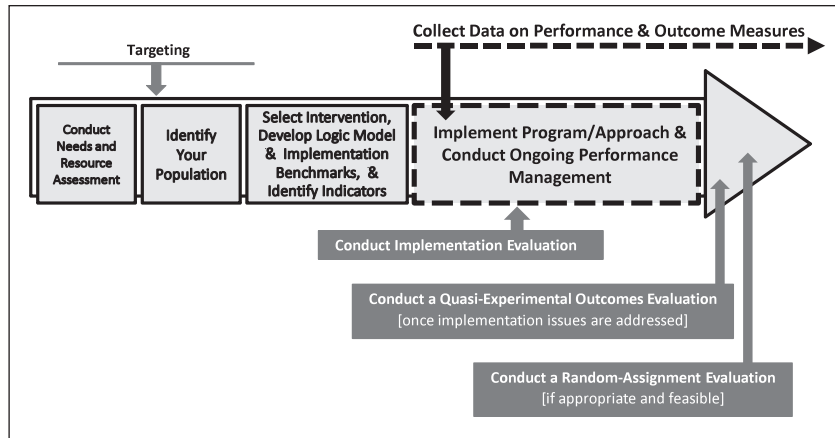 Collect Data on Performance & Outcome Measures
Targeting
Conduct
Needs and
Resource
Assessment
Identify
Your
Population
Select Intervention,
Develop Logic Model
& Implementation
Benchmarks, &
Identify Indicators
Implement Program/Approach &
Conduct Ongoing Performance
Management
Conduct Implementation Evaluation
Conduct a Quasi-Experimental Outcomes Evaluation
[once implementation issues are addressed]
Conduct a Random-Assignment Evaluation
[if appropriate and feasible]